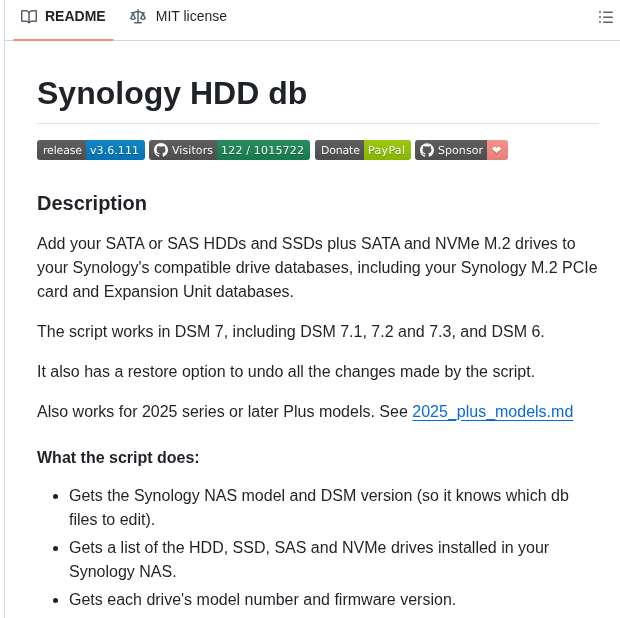 README MIT license
Synology HDD db
release v3.6.111 Visitors 122 / 1015722 Donate PayPal Sponsor ❤
Description
Add your SATA or SAS HDDs and SSDs plus SATA and NVMe M.2 drives to
your Synology's compatible drive databases, including your Synology M.2 PCIe
card and Expansion Unit databases.
The script works in DSM 7, including DSM 7.1, 7.2 and 7.3, and DSM 6.
It also has a restore option to undo all the changes made by the script.
Also works for 2025 series or later Plus models. See 2025_plus_models.md
What the script does:
• Gets the Synology NAS model and DSM version (so it knows which db
files to edit).
• Gets a list of the HDD, SSD, SAS and NVMe drives installed in your
Synology NAS.
• Gets each drive's model number and firmware version.